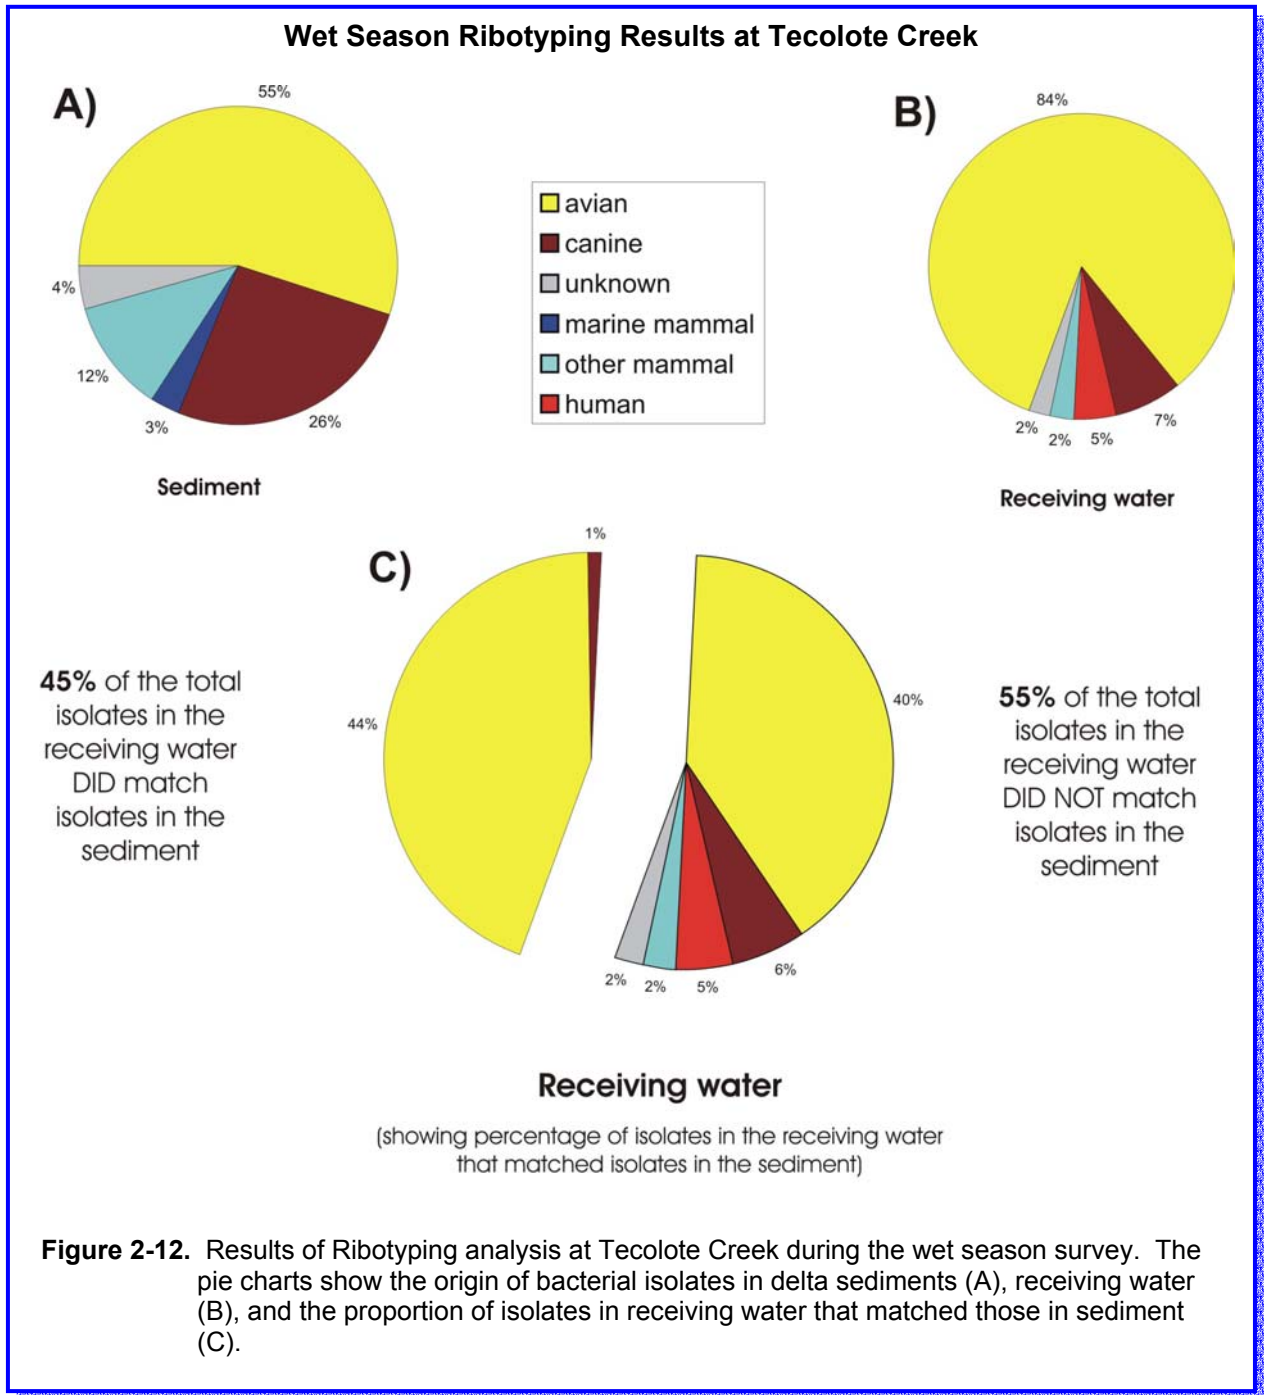 Wet Season Ribotyping Results at Tecolote Creek
A)
55%
4%
12%
3%
26%
Sediment
avian
canine
unknown
marine mammal
other mammal
human
B)
84%
2%
2%
5%
7%
Receiving water
C)
1%
44%
40%
2%
2%
5%
6%
45% of the total
isolates in the
receiving water
DID match
isolates in the
sediment
55% of the total
isolates in the
receiving water
DID NOT match
isolates in the
sediment
Receiving water
(showing percentage of isolates in the receiving water
that matched isolates in the sediment)
Figure 2-12. Results of Ribotyping analysis at Tecolote Creek during the wet season survey. The
pie charts show the origin of bacterial isolates in delta sediments (A), receiving water
(B), and the proportion of isolates in receiving water that matched those in sediment
(C).